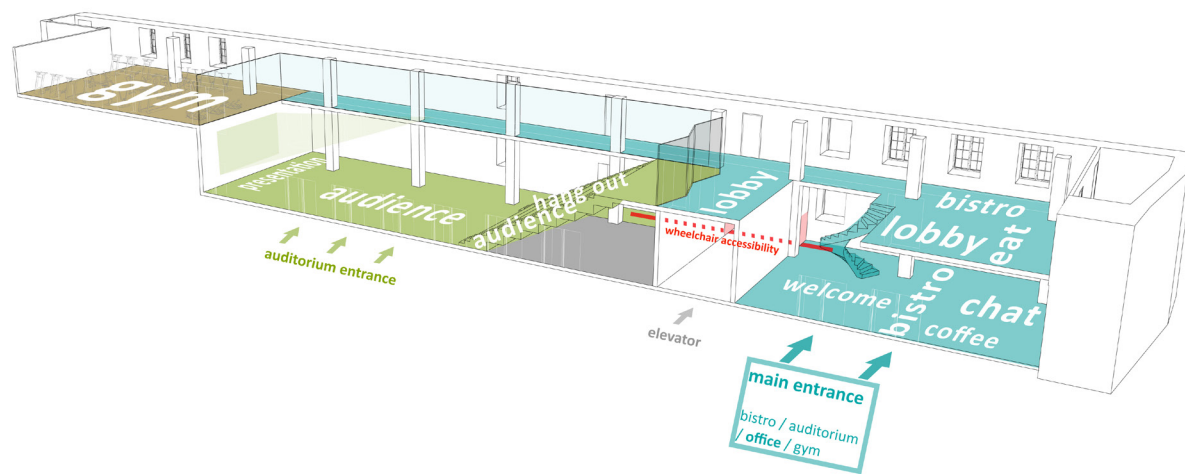 gym
presentation
audience
hang out
audience
lobby
wheelchair accessibility
bistro
lobby
eat
welcome
bistro
chat
coffee
auditorium entrance
elevator
main entrance
bistro / auditorium
/ office / gym